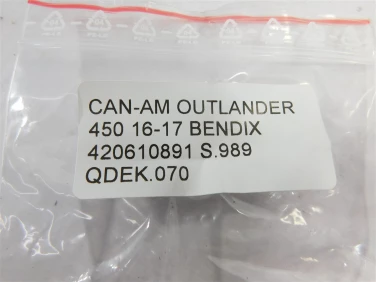 CAN-AM OUTLANDER
450 16-17 BENDIX
420610891 S.989
QDEK.070